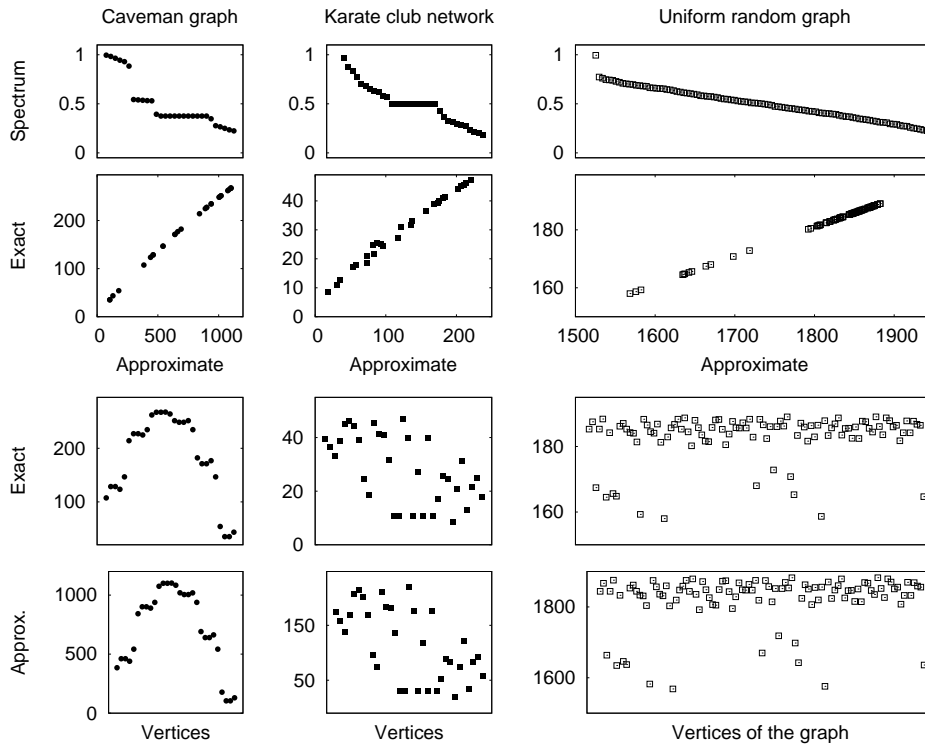 Caveman graph
Karate club network
Uniform random graph
Spectrum
1
0.5
0
1
0.5
0
1
0.5
0
Exact
200
100
0
40
30
20
10
0
180
160
0 500 1000
0 100 200
1500 1600 1700 1800 1900
Approximate
Approximate
Approximate
Exact
200
100
40
20
0
180
160
Approx.
1000
500
0
150
50
1800
1600
Vertices
Vertices
Vertices of the graph